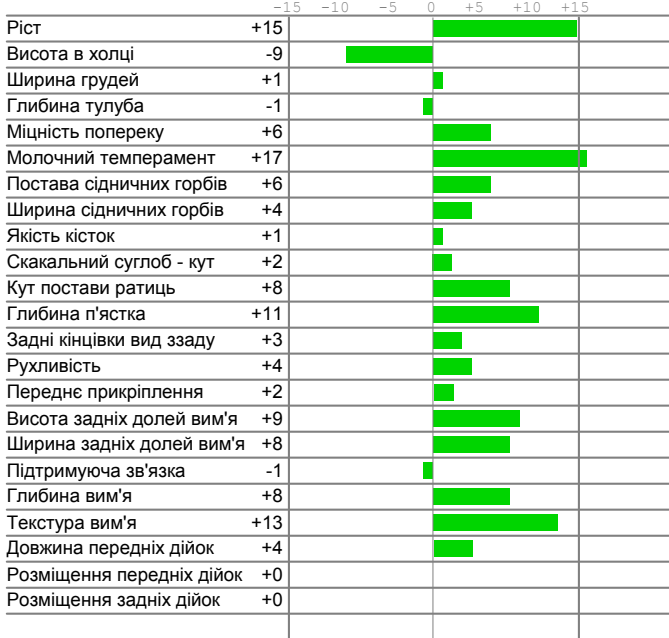 -15 -10 -5 0 +5 +10 +15
Ріст +15
Висота в холці -9
Ширина грудей +1
Глибина тулуба -1
Міцність попереку +6
Молочний темперамент +17
Постава сідничних горбів +6
Ширина сідничних горбів +4
Якість кісток +1
Скакальний суглоб - кут +2
Кут постави ратиць +8
Глибина п'ястка +11
Задні кінцівки вид ззаду +3
Рухливість +4
Переднє прикріплення +2
Висота задніх долей вим'я +9
Ширина задніх долей вим'я +8
Підтримуюча зв'язка -1
Глибина вим'я +8
Текстура вим'я +13
Довжина передніх дійок +4
Розміщення передніх дійок +0
Розміщення задніх дійок +0